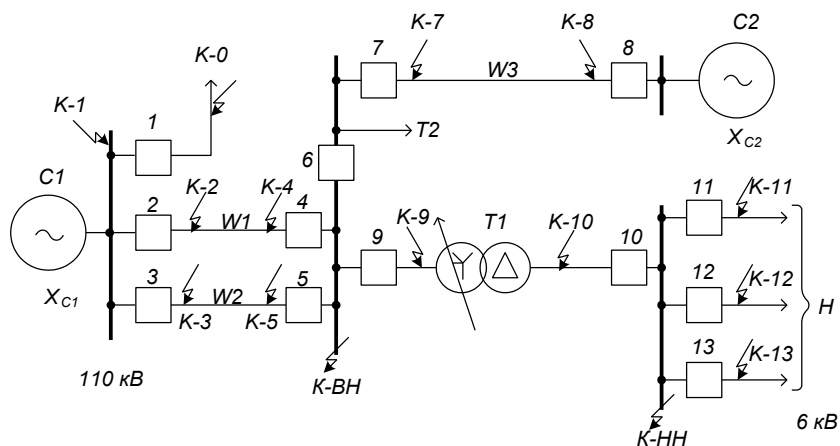 K-7
K-8
C2
K-0
7
8
W3
K-1
1
T2
X_C2
6
C1
K-2
K-4
11
K-11
2
W1
4
K-9
T1
K-10
9
10
12
K-12
H
X_C1
3
W2
5
K-3
K-5
13
K-13
110 кВ
К-ВН
К-НН
6 кВ